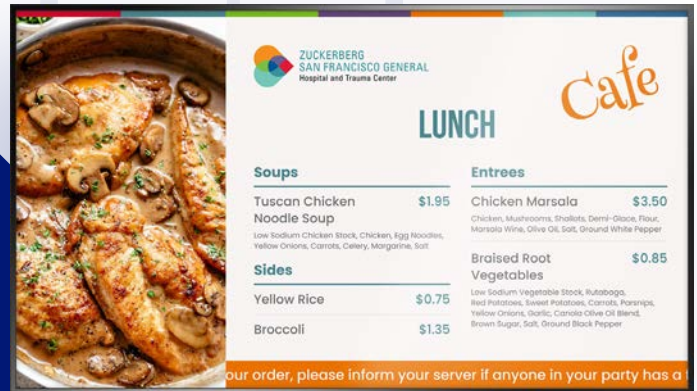 ZUCKERBERG
SAN FRANCISCO GENERAL
Hospital and Trauma Center
Cafe
LUNCH
Soups
Tuscan Chicken $1.95
Noodle Soup
Low Sodium Chicken Stock, Chicken, Egg Noodles,
Yellow Onions, Carrots, Celery, Margarine, Salt
Sides
Yellow Rice $0.75
Broccoli $1.35
Entrees
Chicken Marsala $3.50
Chicken, Mushrooms, Shallots, Demi-Glace, Flour,
Marsala Wine, Olive Oil, Salt, Ground White Pepper
Braised Root $0.85
Vegetables
Low Sodium Vegetable Stock, Rutabaga,
Red Potatoes, Sweet Potatoes, Carrots, Parsnips,
Yellow Onions, Garlic, Canola Olive Oil Blend,
Brown Sugar, Salt, Ground Black Pepper
our order, please inform your server if anyone in your party has a